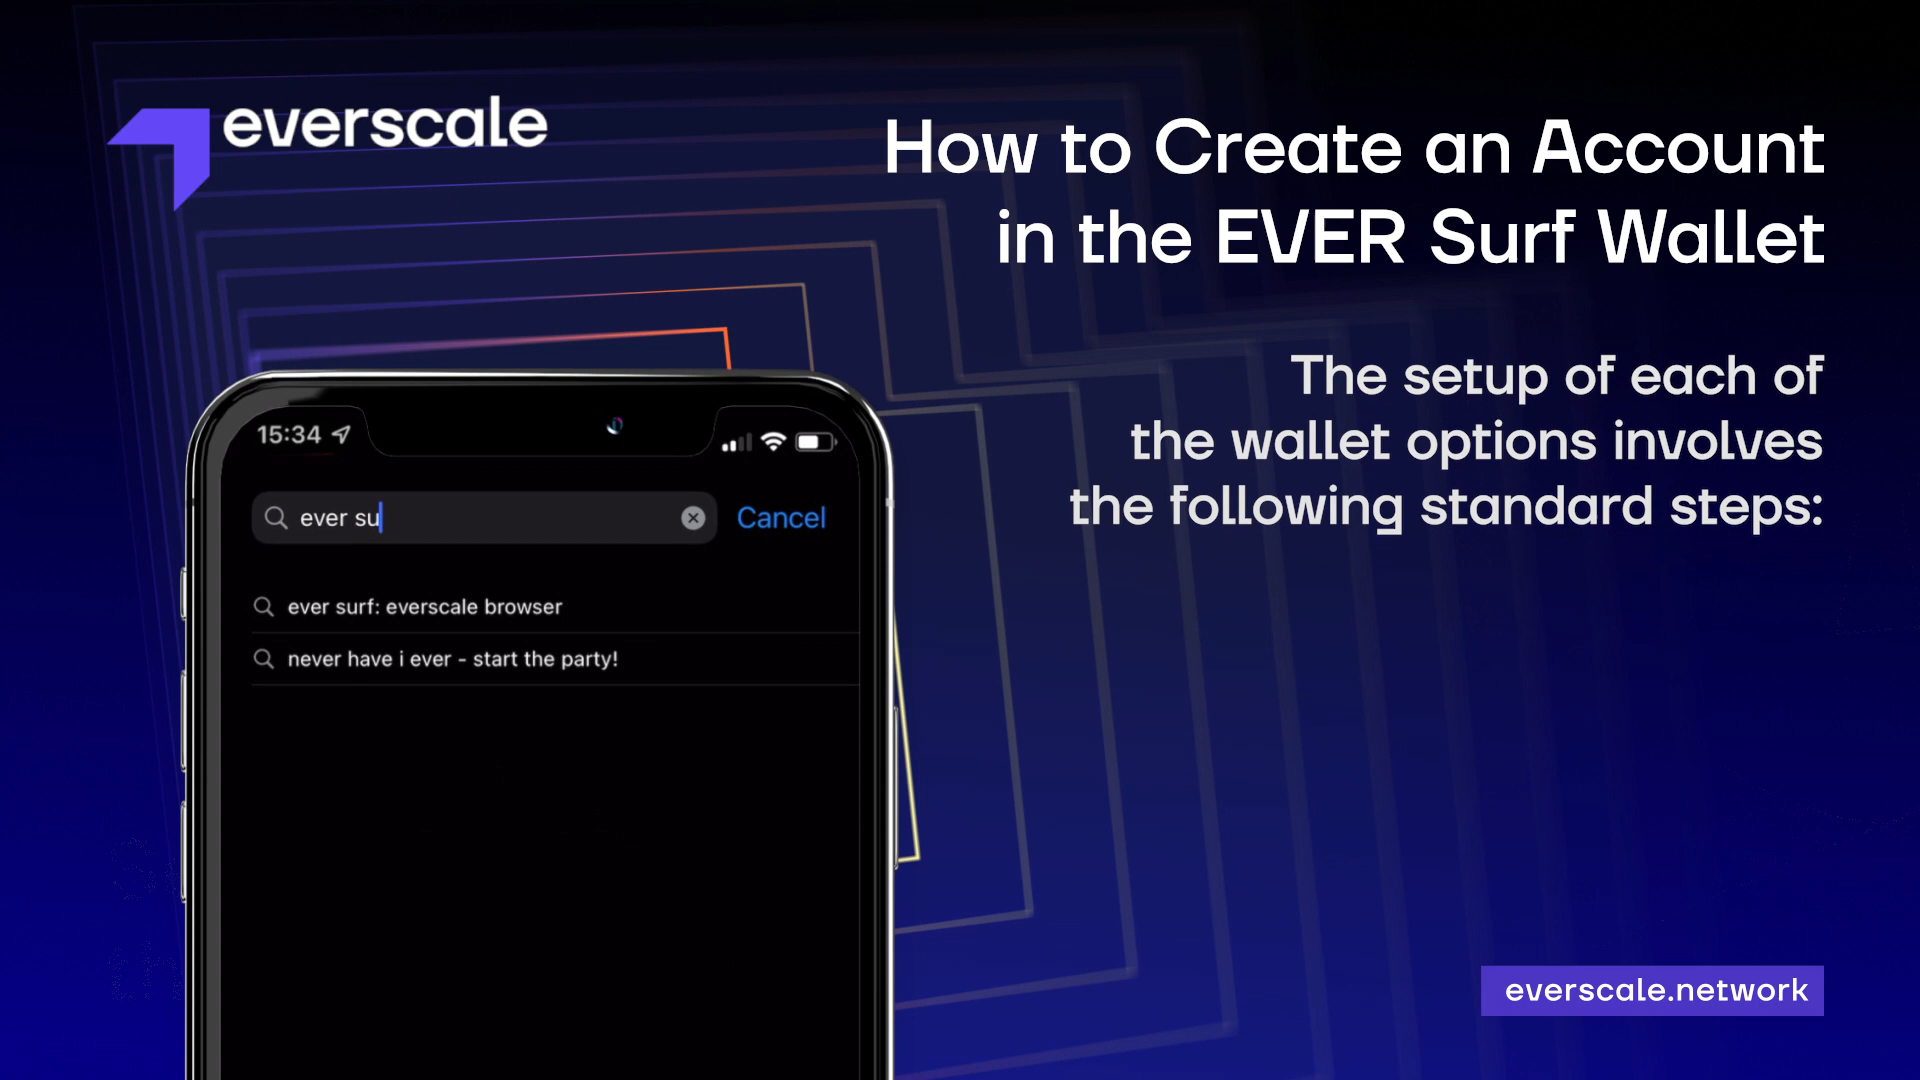 everscale
How to Create an Account
in the EVER Surf Wallet
The setup of each of
the wallet options involves
the following standard steps:
15:34
ever su
Cancel
ever surf: everscale browser
never have i ever - start the party!
everscale.network